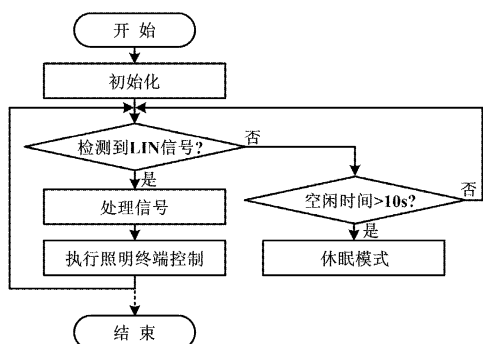 开 始
初始化
检测到LIN信号?
否
是
处理信号
空闲时间>10s?
否
是
执行照明终端控制
休眠模式
结 束